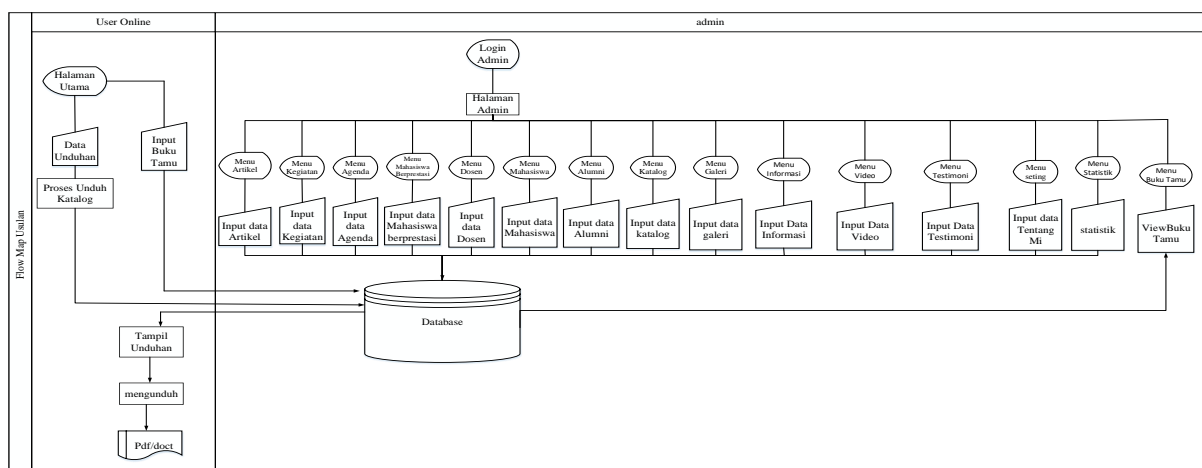 User Online
admin
Flow Map Usulan
Halaman
Utama
Data
Unduhan
Input
Buku
Tamu
Proses Unduh
Katalog
Tampil
Unduhan
mengunduh
Pdf/doct
Login
Admin
Halaman
Admin
Menu
Artikel
Menu
Kegiatan
Menu
Agenda
Menu
Mahasiswa
Berprestasi
Menu
Dosen
Menu
Mahasiswa
Menu
Alumni
Menu
Katalog
Menu
Galeri
Menu
Informasi
Menu
Video
Menu
Testimoni
Menu
seting
Menu
Statistik
Menu
Buku Tamu
Input data
Artikel
Input
data
Kegiatan
Input
data
Agenda
Input data
Mahasiswa
berprestasi
Input
data
Dosen
Input data
Mahasiswa
Input data
Alumni
Input data
katalog
Input data
galeri
Input Data
Informasi
Input Data
Video
Input Data
Testimoni
Input data
Tentang
Mi
statistik
ViewBuku
Tamu
Database